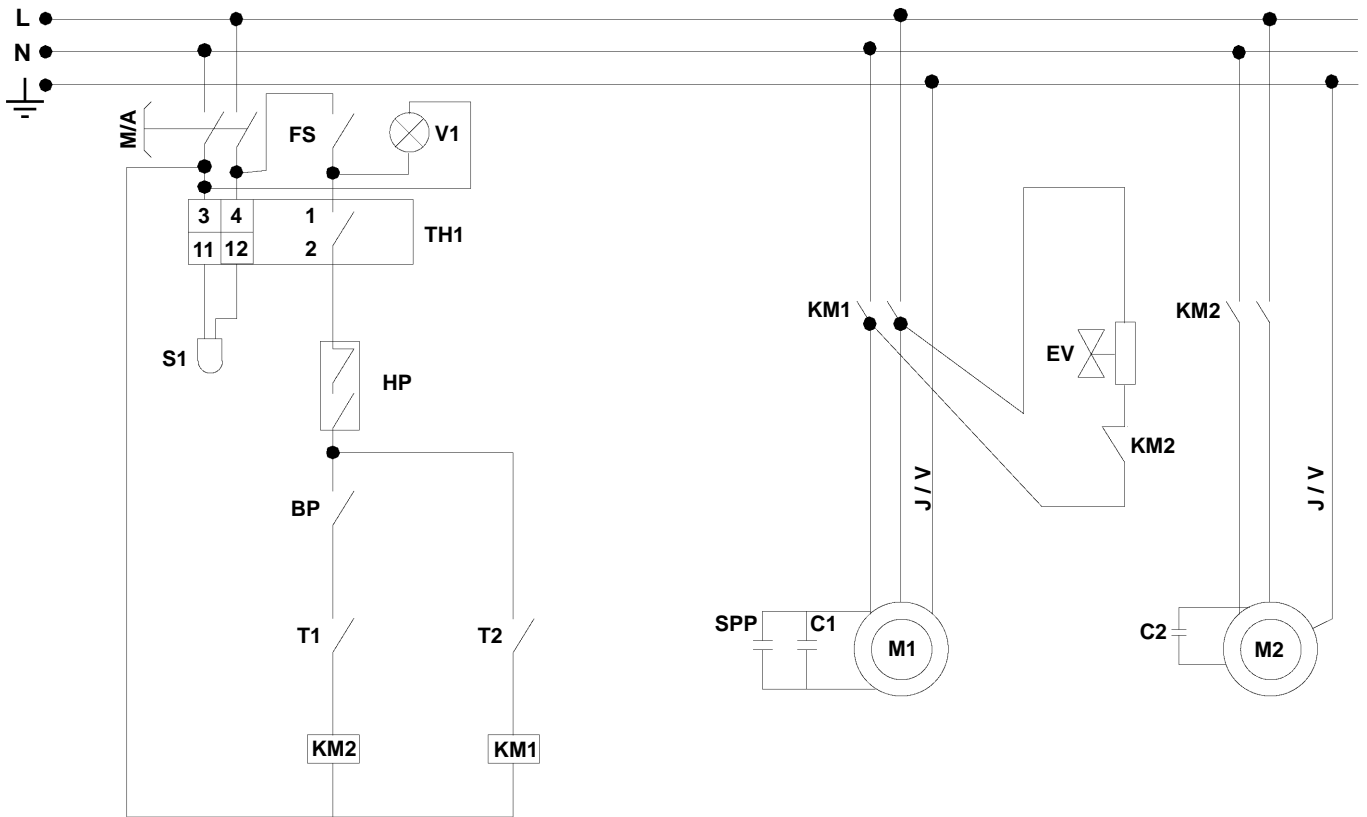 L
N
M/A
FS
V1
3 4 1
TH1
11 12 2
S1
HP
BP
T1
T2
KM2
KM1
KM1
EV
KM2
KM2
J / V
J / V
SPP
C1
M1
C2
M2